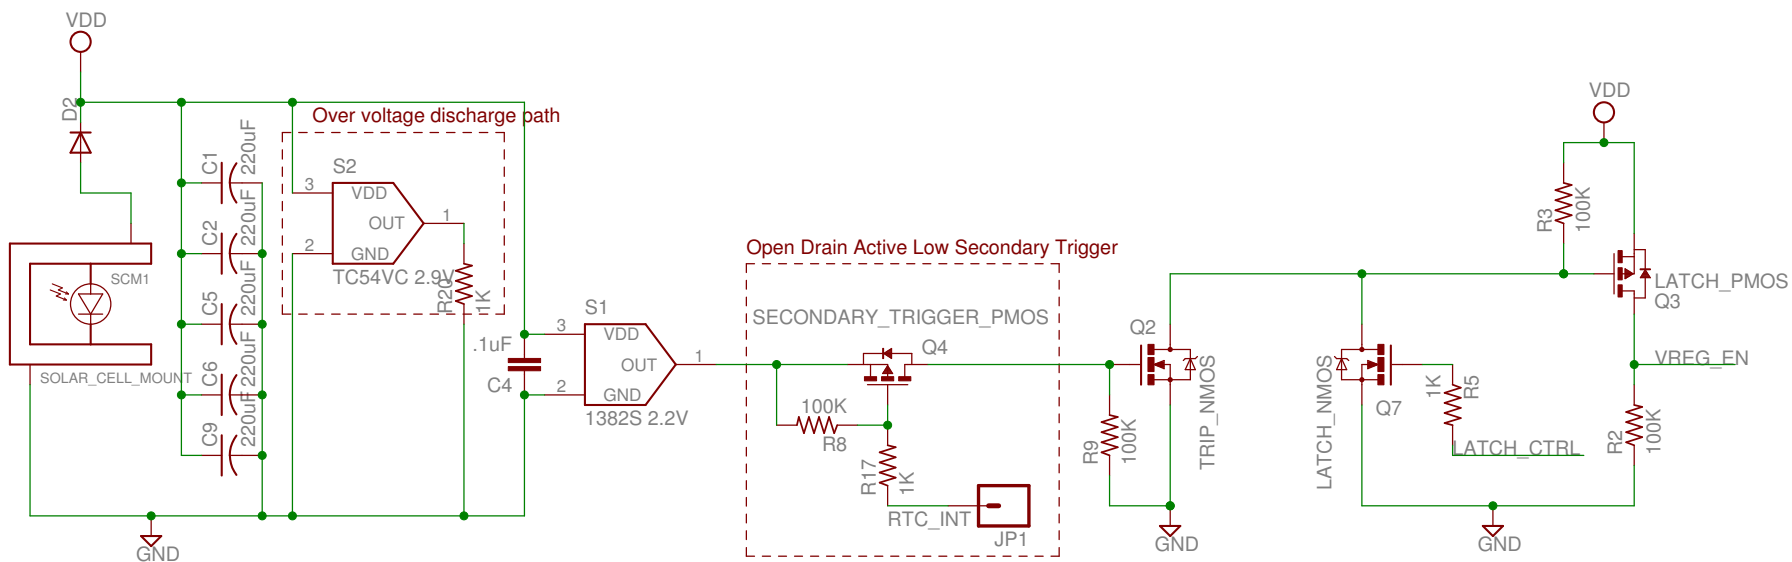 VDD
D2
SCM1
SOLAR_CELL_MOUNT
GND
C1
220uF
C2
220uF
C5
220uF
C6
220uF
C9
220uF
Over voltage discharge path
S2
3
VDD
OUT
1
2
GND
TC54VC 2.9V
R20
1K
.1uF
C4
S1
3
VDD
OUT
1
2
GND
1382S 2.2V
Open Drain Active Low Secondary Trigger
SECONDARY_TRIGGER_PMOS
Q4
100K
R8
R17
1K
RTC_INT
JP1
Q2
TRIP_NMOS
R9
100K
GND
LATCH_NMOS
Q7
1K
R5
LATCH_CTRL
VDD
R3
100K
LATCH_PMOS
Q3
VREG_EN
R2
100K
GND